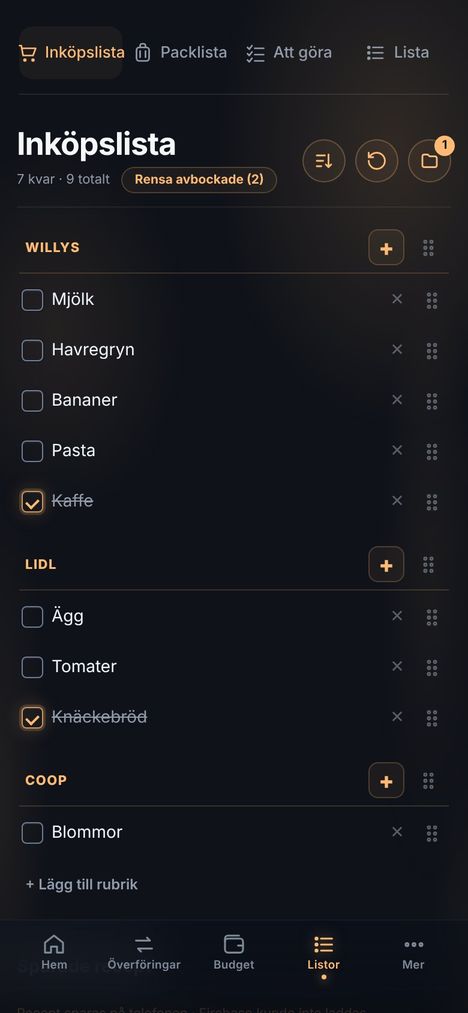 Inköpslista Packlista Att göra Lista
Inköpslista
1
7 kvar · 9 totalt Rensa avbockade (2)
WILLYS +
Mjölk ×
Havregryn ×
Bananer ×
Pasta ×
Kaffe ×
LIDL +
Ägg ×
Tomater ×
Knäckebröd ×
COOP +
Blommor ×
+ Lägg till rubrik
Hem Överföringar Budget Listor Mer